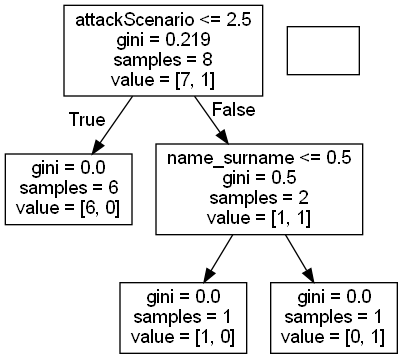 attackScenario <= 2.5
gini = 0.219
samples = 8
value = [7, 1]
True
False
gini = 0.0
samples = 6
value = [6, 0]
name_surname <= 0.5
gini = 0.5
samples = 2
value = [1, 1]
gini = 0.0
samples = 1
value = [1, 0]
gini = 0.0
samples = 1
value = [0, 1]